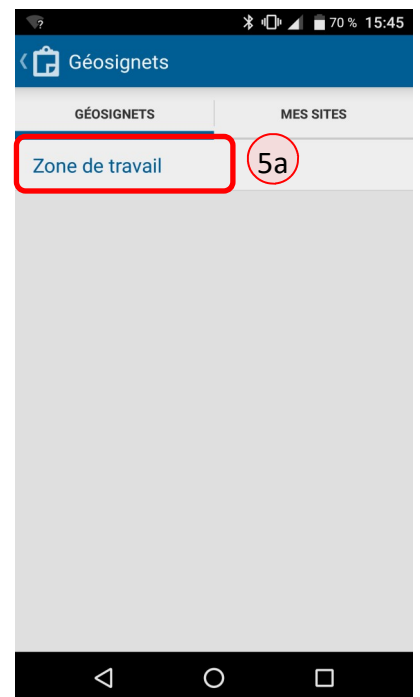 ? 70 % 15:45
Géosignets
GÉOSIGNETS MES SITES
Zone de travail 5a